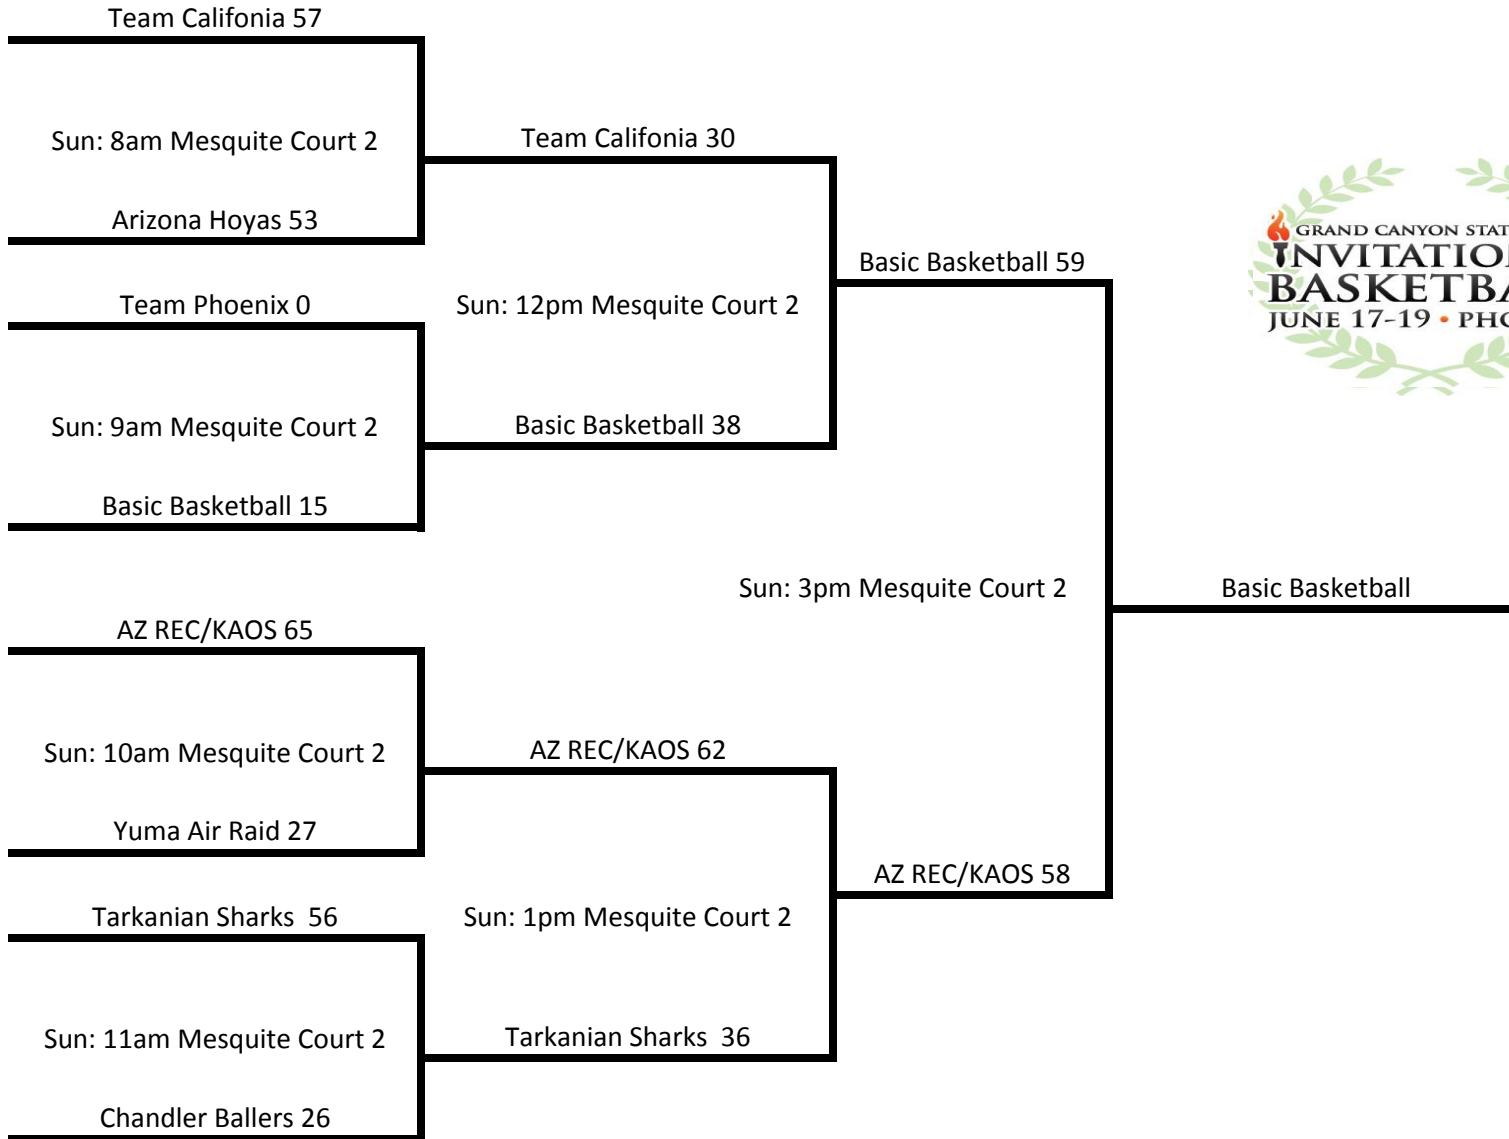 Team Califonia 57
Sun: 8am Mesquite Court 2
Arizona Hoyas 53
Team Phoenix 0
Sun: 9am Mesquite Court 2
Basic Basketball 15
AZ REC/KAOS 65
Sun: 10am Mesquite Court 2
Yuma Air Raid 27
Tarkanian Sharks 56
Sun: 11am Mesquite Court 2
Chandler Ballers 26
Team Califonia 30
Sun: 12pm Mesquite Court 2
Basic Basketball 38
AZ REC/KAOS 62
Sun: 1pm Mesquite Court 2
Tarkanian Sharks 36
Basic Basketball 59
Sun: 3pm Mesquite Court 2
AZ REC/KAOS 58
Basic Basketball
GRAND CANYON STAT
INVITATIO
BASKETBA
JUNE 17-19 • PHO